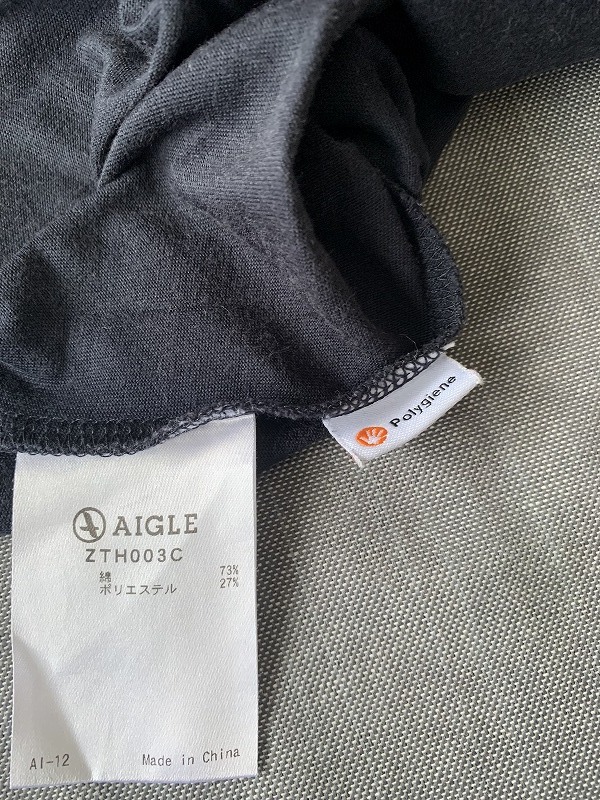 Polygiene
AIGLE
ZTH003C
綿 73%
ポリエステル 27%
AI-12 Made in China